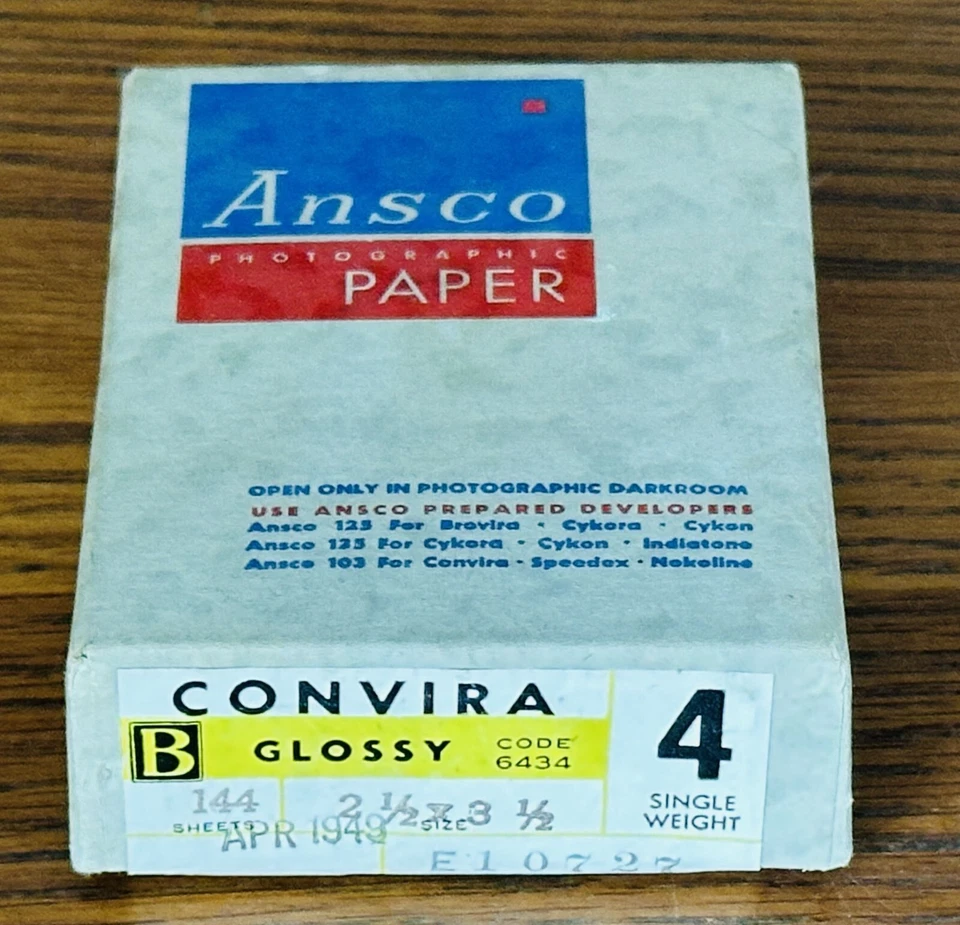 Ansco
PHOTOGRAPHIC
PAPER
OPEN ONLY IN PHOTOGRAPHIC DARKROOM
USE ANSCO PREPARED DEVELOPERS
Ansco 125 For Brovira · Cykora · Cykon
Ansco 135 For Cykora · Cykon · Indiatone
Ansco 103 For Convira · Speedex · Nokoline
CONVIRA
B GLOSSY CODE 6434
4
SINGLE
WEIGHT
144 2 ½ x 3 ½
SHEETS SIZE
APR 1949
E10727